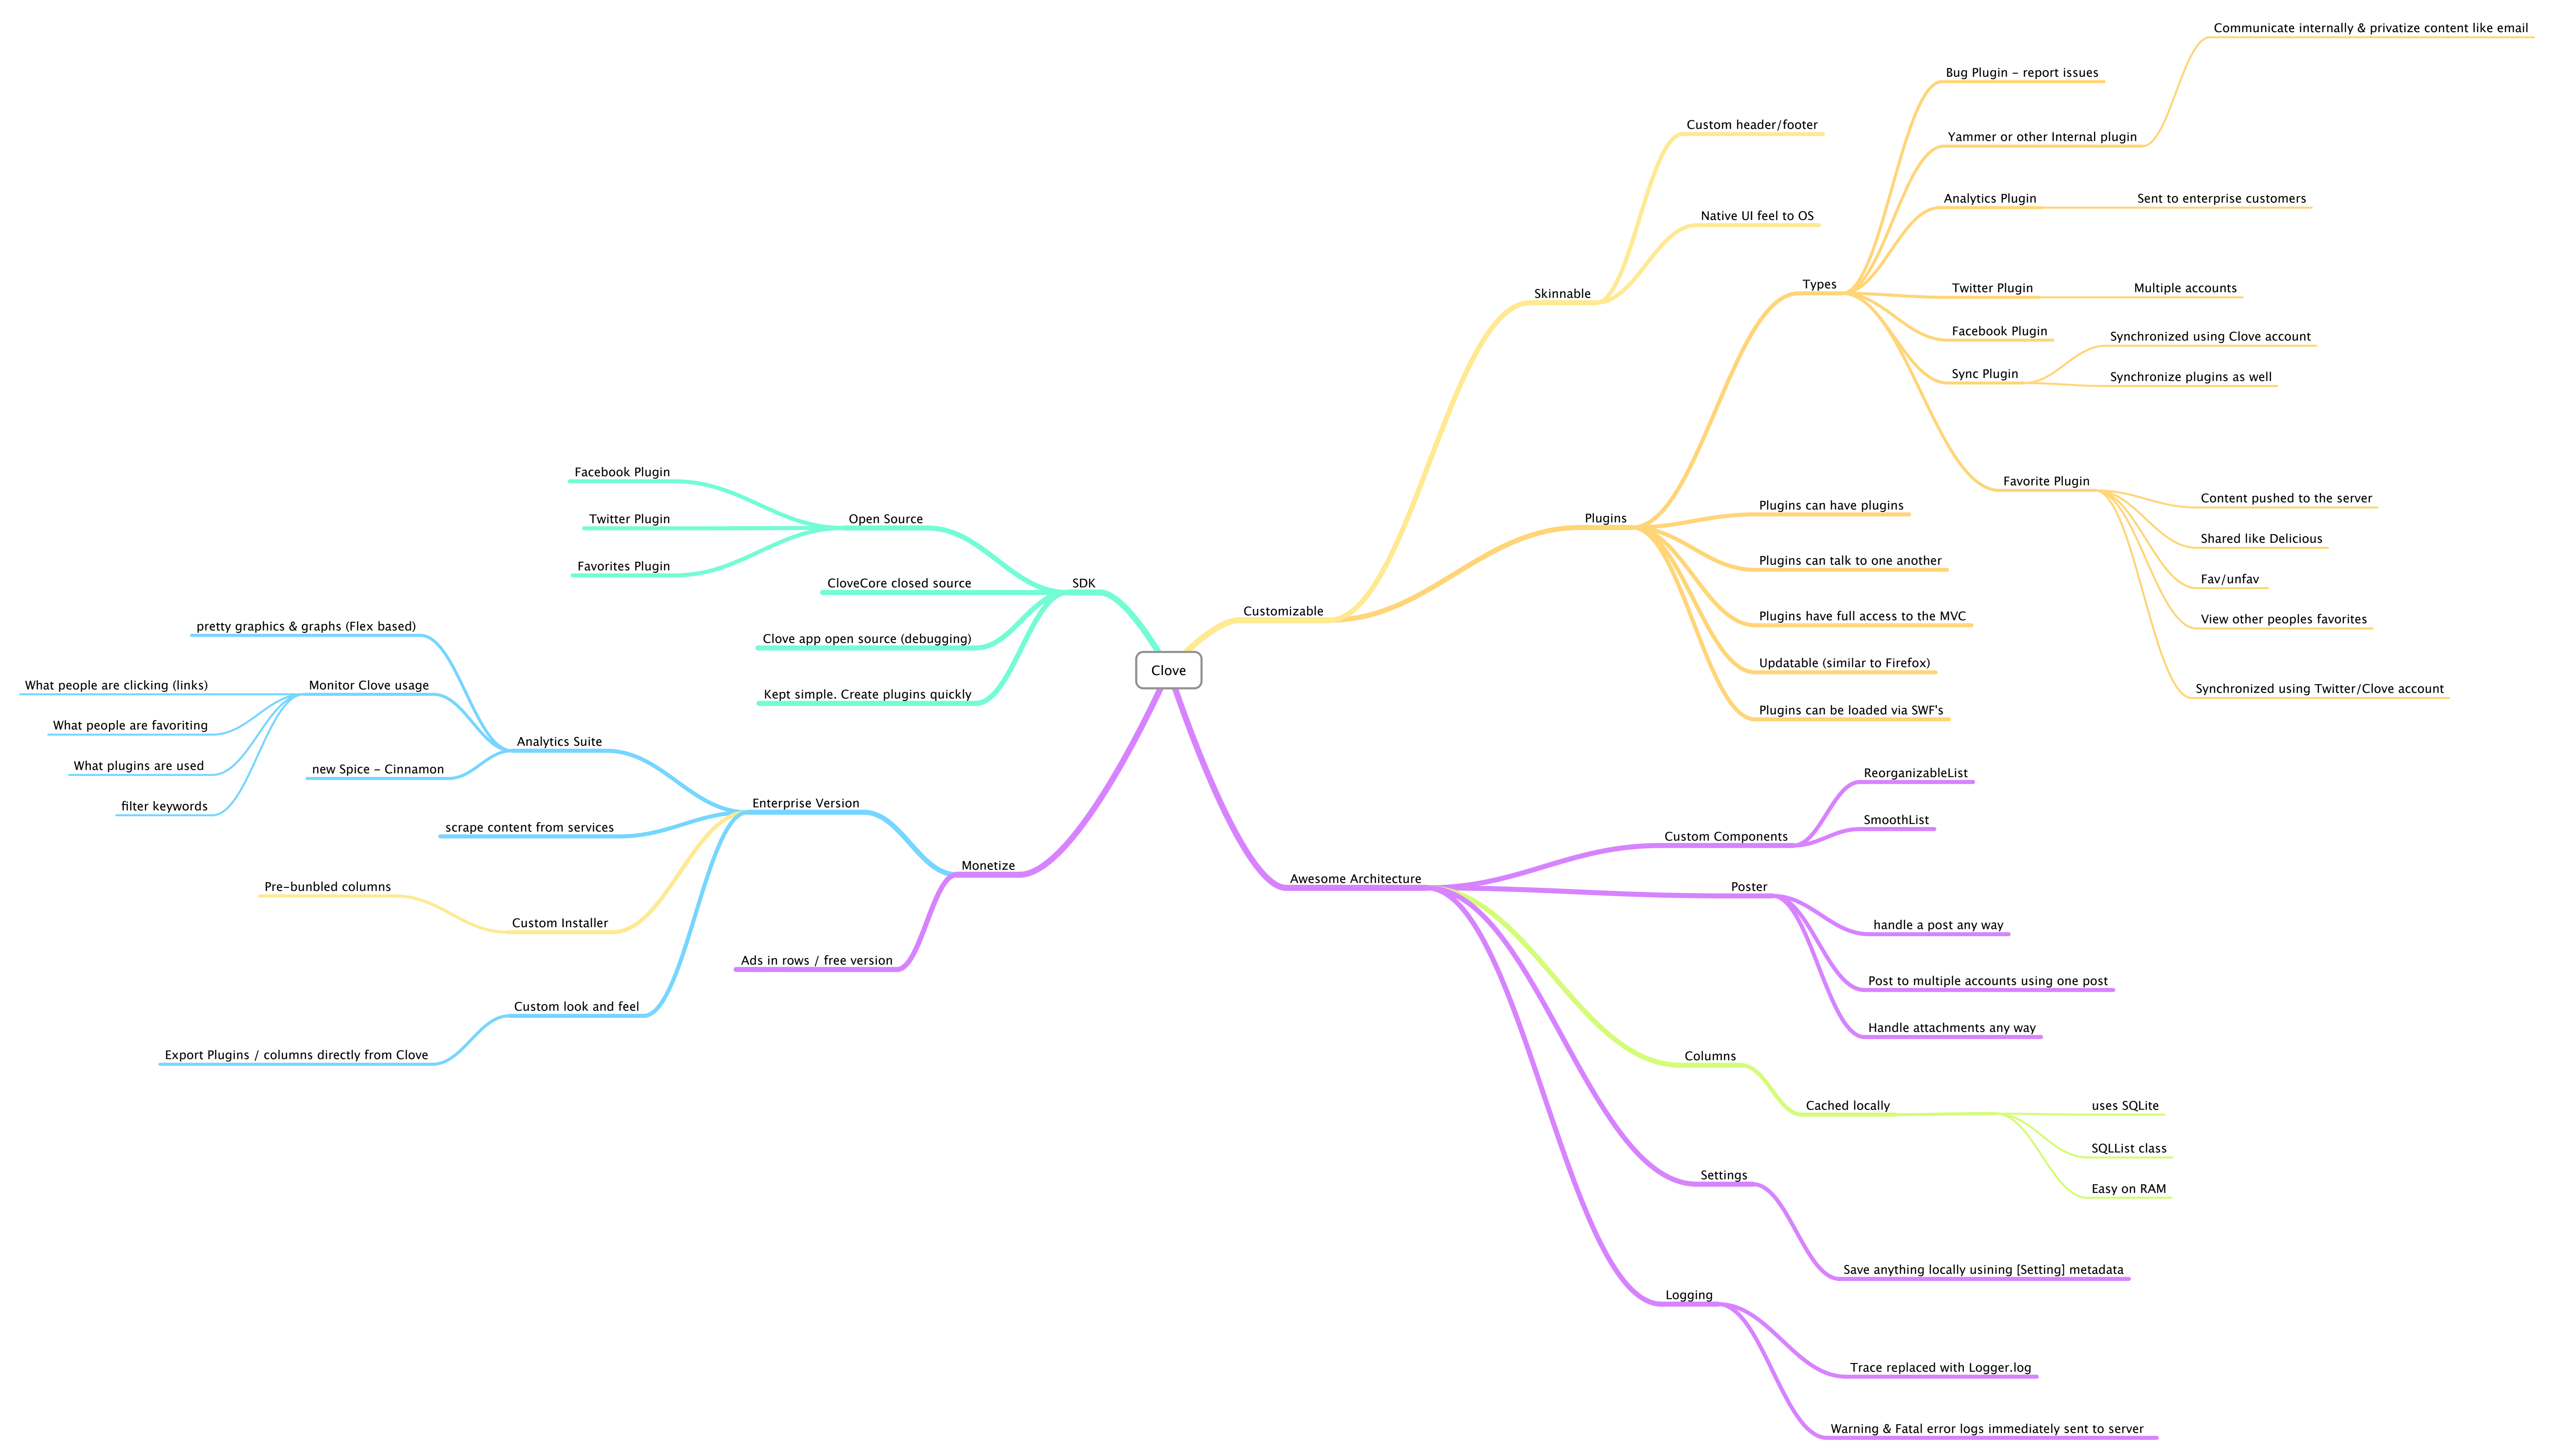 Communicate internally & privatize content like email
Bug Plugin - report issues
Custom header/footer
Yammer or other Internal plugin
Analytics Plugin
Sent to enterprise customers
Native UI feel to OS
Skinnable
Types
Twitter Plugin
Multiple accounts
Facebook Plugin
Synchronized using Clove account
Sync Plugin
Synchronize plugins as well
Favorite Plugin
Content pushed to the server
Shared like Delicious
Fav/unfav
View other peoples favorites
Synchronized using Twitter/Clove account
Plugins
Plugins can have plugins
Plugins can talk to one another
Plugins have full access to the MVC
Updatable (similar to Firefox)
Plugins can be loaded via SWF's
Customizable
Clove
SDK
Open Source
Facebook Plugin
Twitter Plugin
Favorites Plugin
CloveCore closed source
Clove app open source (debugging)
Kept simple. Create plugins quickly
pretty graphics & graphs (Flex based)
What people are clicking (links)
Monitor Clove usage
What people are favoriting
Analytics Suite
What plugins are used
new Spice - Cinnamon
filter keywords
Enterprise Version
scrape content from services
Monetize
Pre-bunbled columns
Custom Installer
Ads in rows / free version
Custom look and feel
Export Plugins / columns directly from Clove
Awesome Architecture
Custom Components
ReorganizableList
SmoothList
Poster
handle a post any way
Post to multiple accounts using one post
Handle attachments any way
Columns
Cached locally
uses SQLite
SQLList class
Easy on RAM
Settings
Save anything locally usining [Setting] metadata
Logging
Trace replaced with Logger.log
Warning & Fatal error logs immediately sent to server